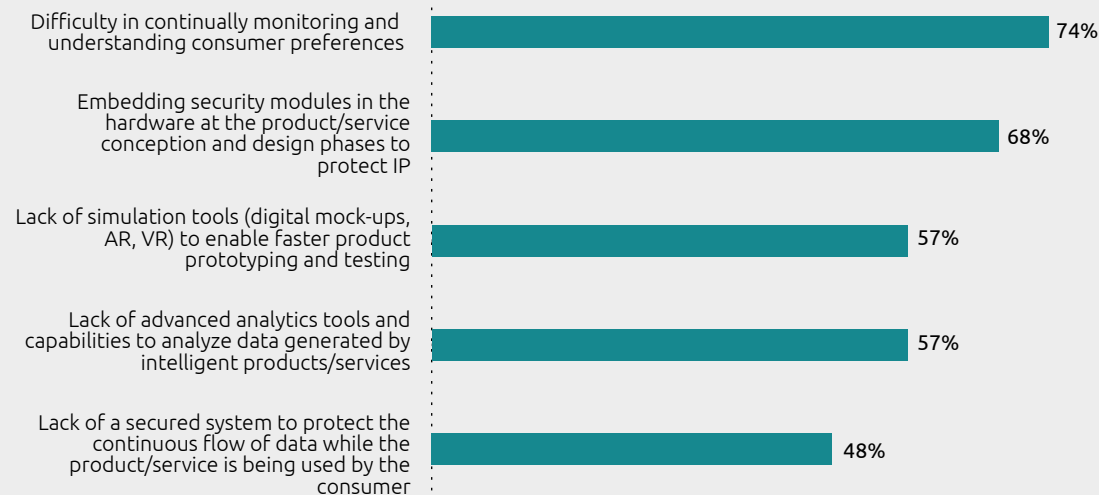 Difficulty in continually monitoring and
understanding consumer preferences
74%
Embedding security modules in the
hardware at the product/service
conception and design phases to
protect IP
68%
Lack of simulation tools (digital mock-ups,
AR, VR) to enable faster product
prototyping and testing
57%
Lack of advanced analytics tools and
capabilities to analyze data generated by
intelligent products/services
57%
Lack of a secured system to protect the
continuous flow of data while the
product/service is being used by the
consumer
48%